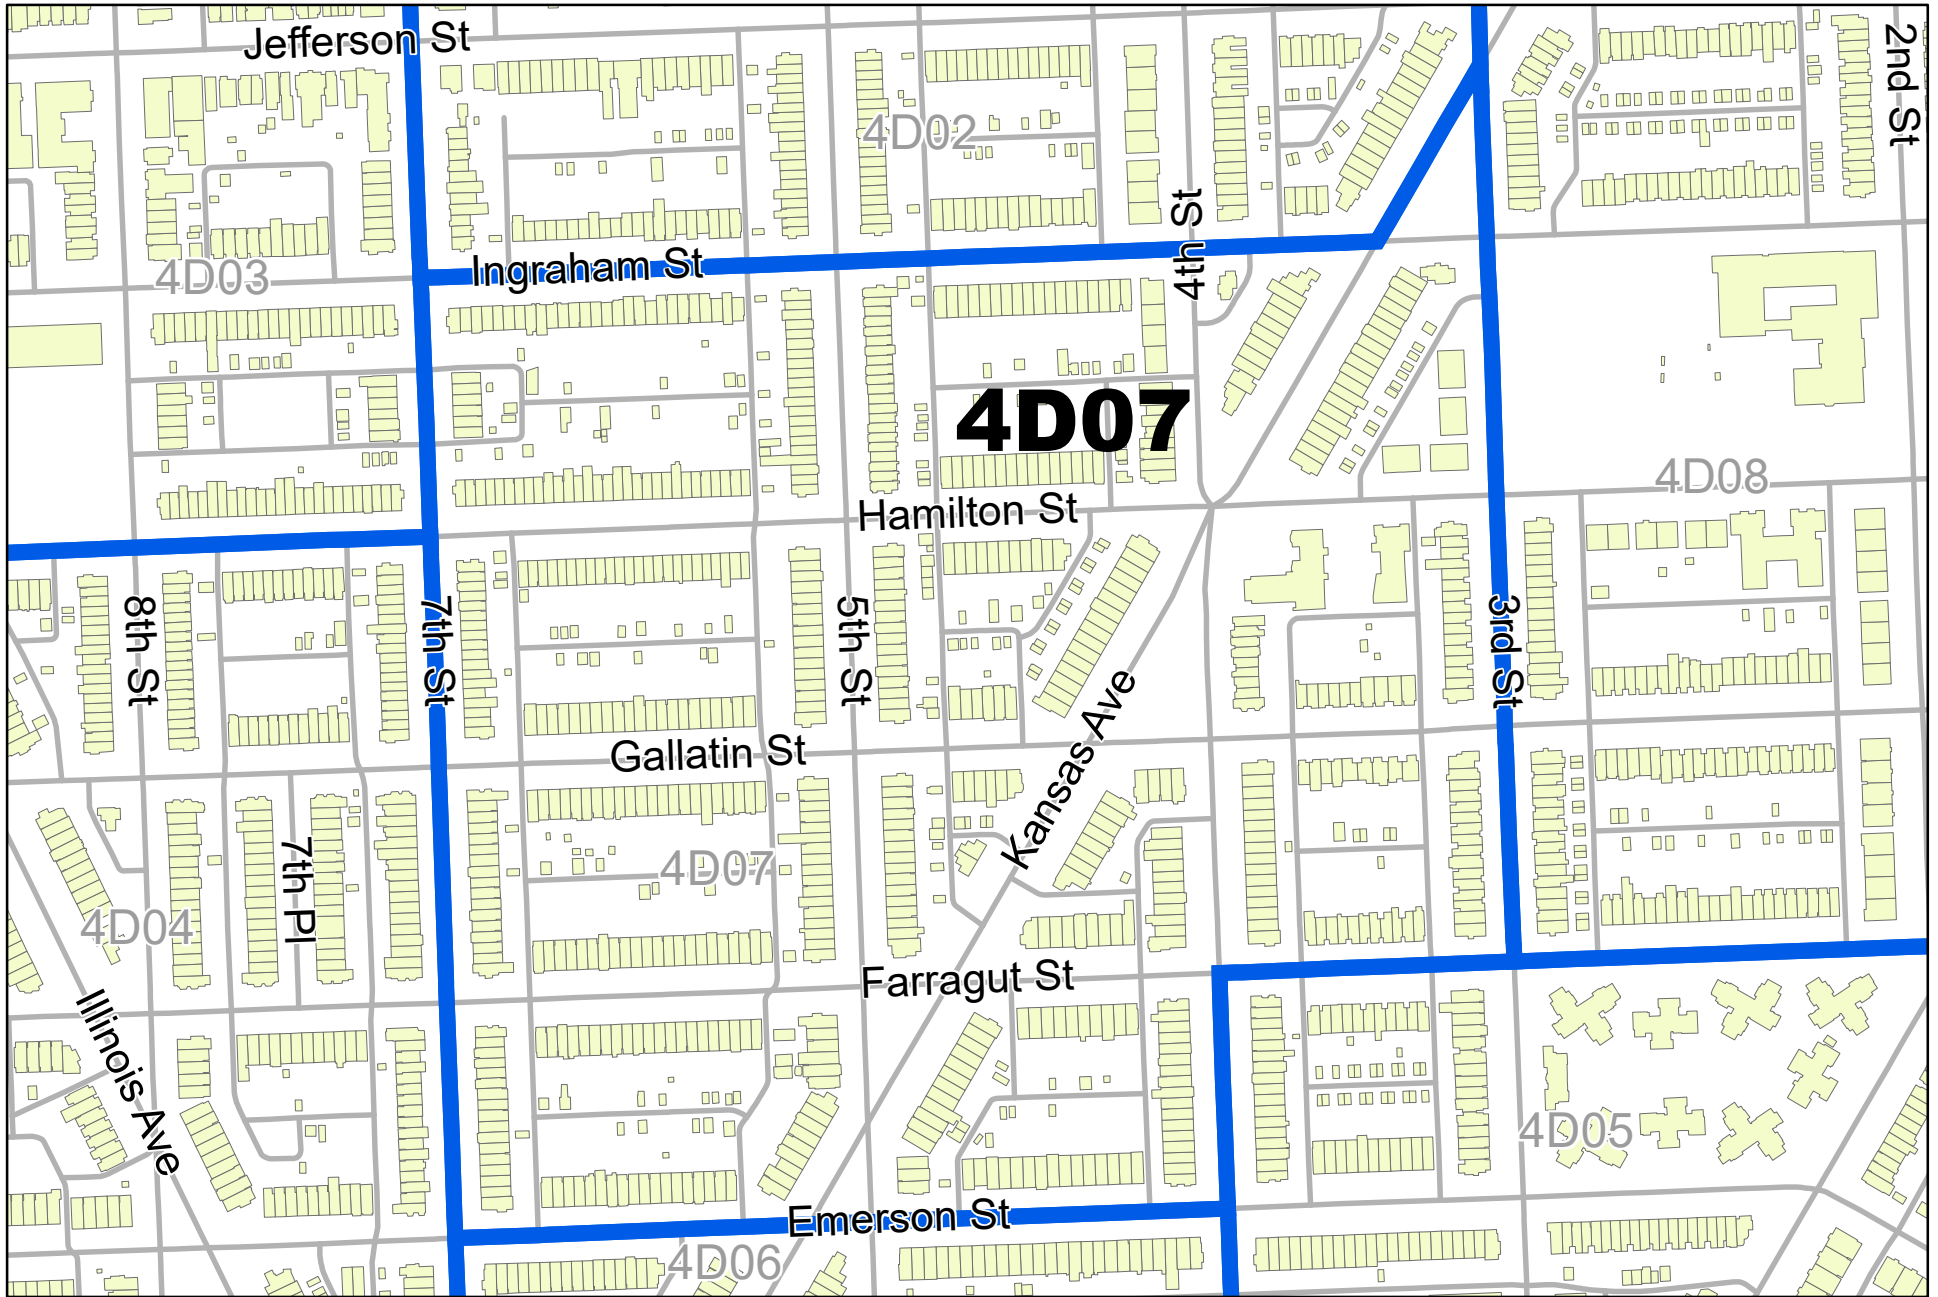 Jefferson St
2nd St
4D02
4th St
Ingraham St
4D03
4D07
Hamilton St
4D08
8th St
7th St
5th St
3rd St
Kansas Ave
Gallatin St
7th Pl
4D07
4D04
Farragut St
Illinois Ave
4D05
Emerson St
4D06